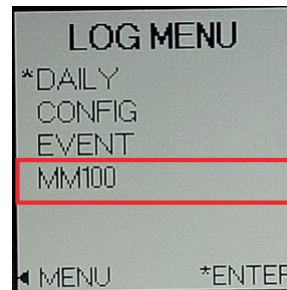 LOG MENU
*DAILY
CONFIG
EVENT
MM100
◄ MENU *ENTER